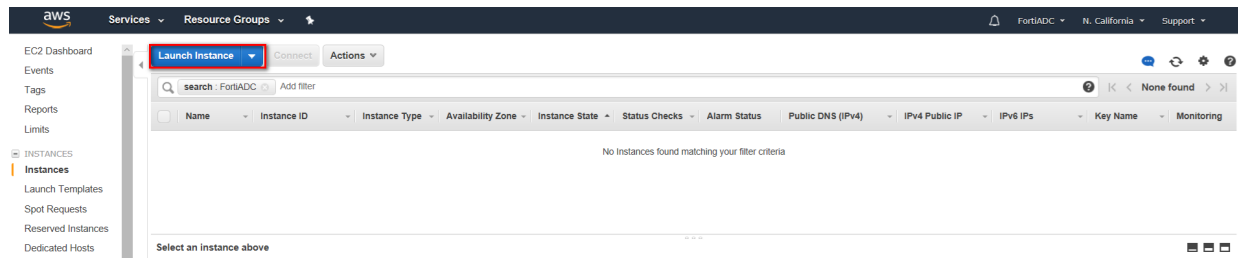 aws Services Resource Groups FortiADC N. California Support
EC2 Dashboard
Events
Tags
Reports
Limits
INSTANCES
Instances
Launch Templates
Spot Requests
Reserved Instances
Dedicated Hosts
Launch Instance Connect Actions
search : FortiADC Add filter None found
Name Instance ID Instance Type Availability Zone Instance State Status Checks Alarm Status Public DNS (IPv4) IPv4 Public IP IPv6 IPs Key Name Monitoring
No Instances found matching your filter criteria
Select an instance above